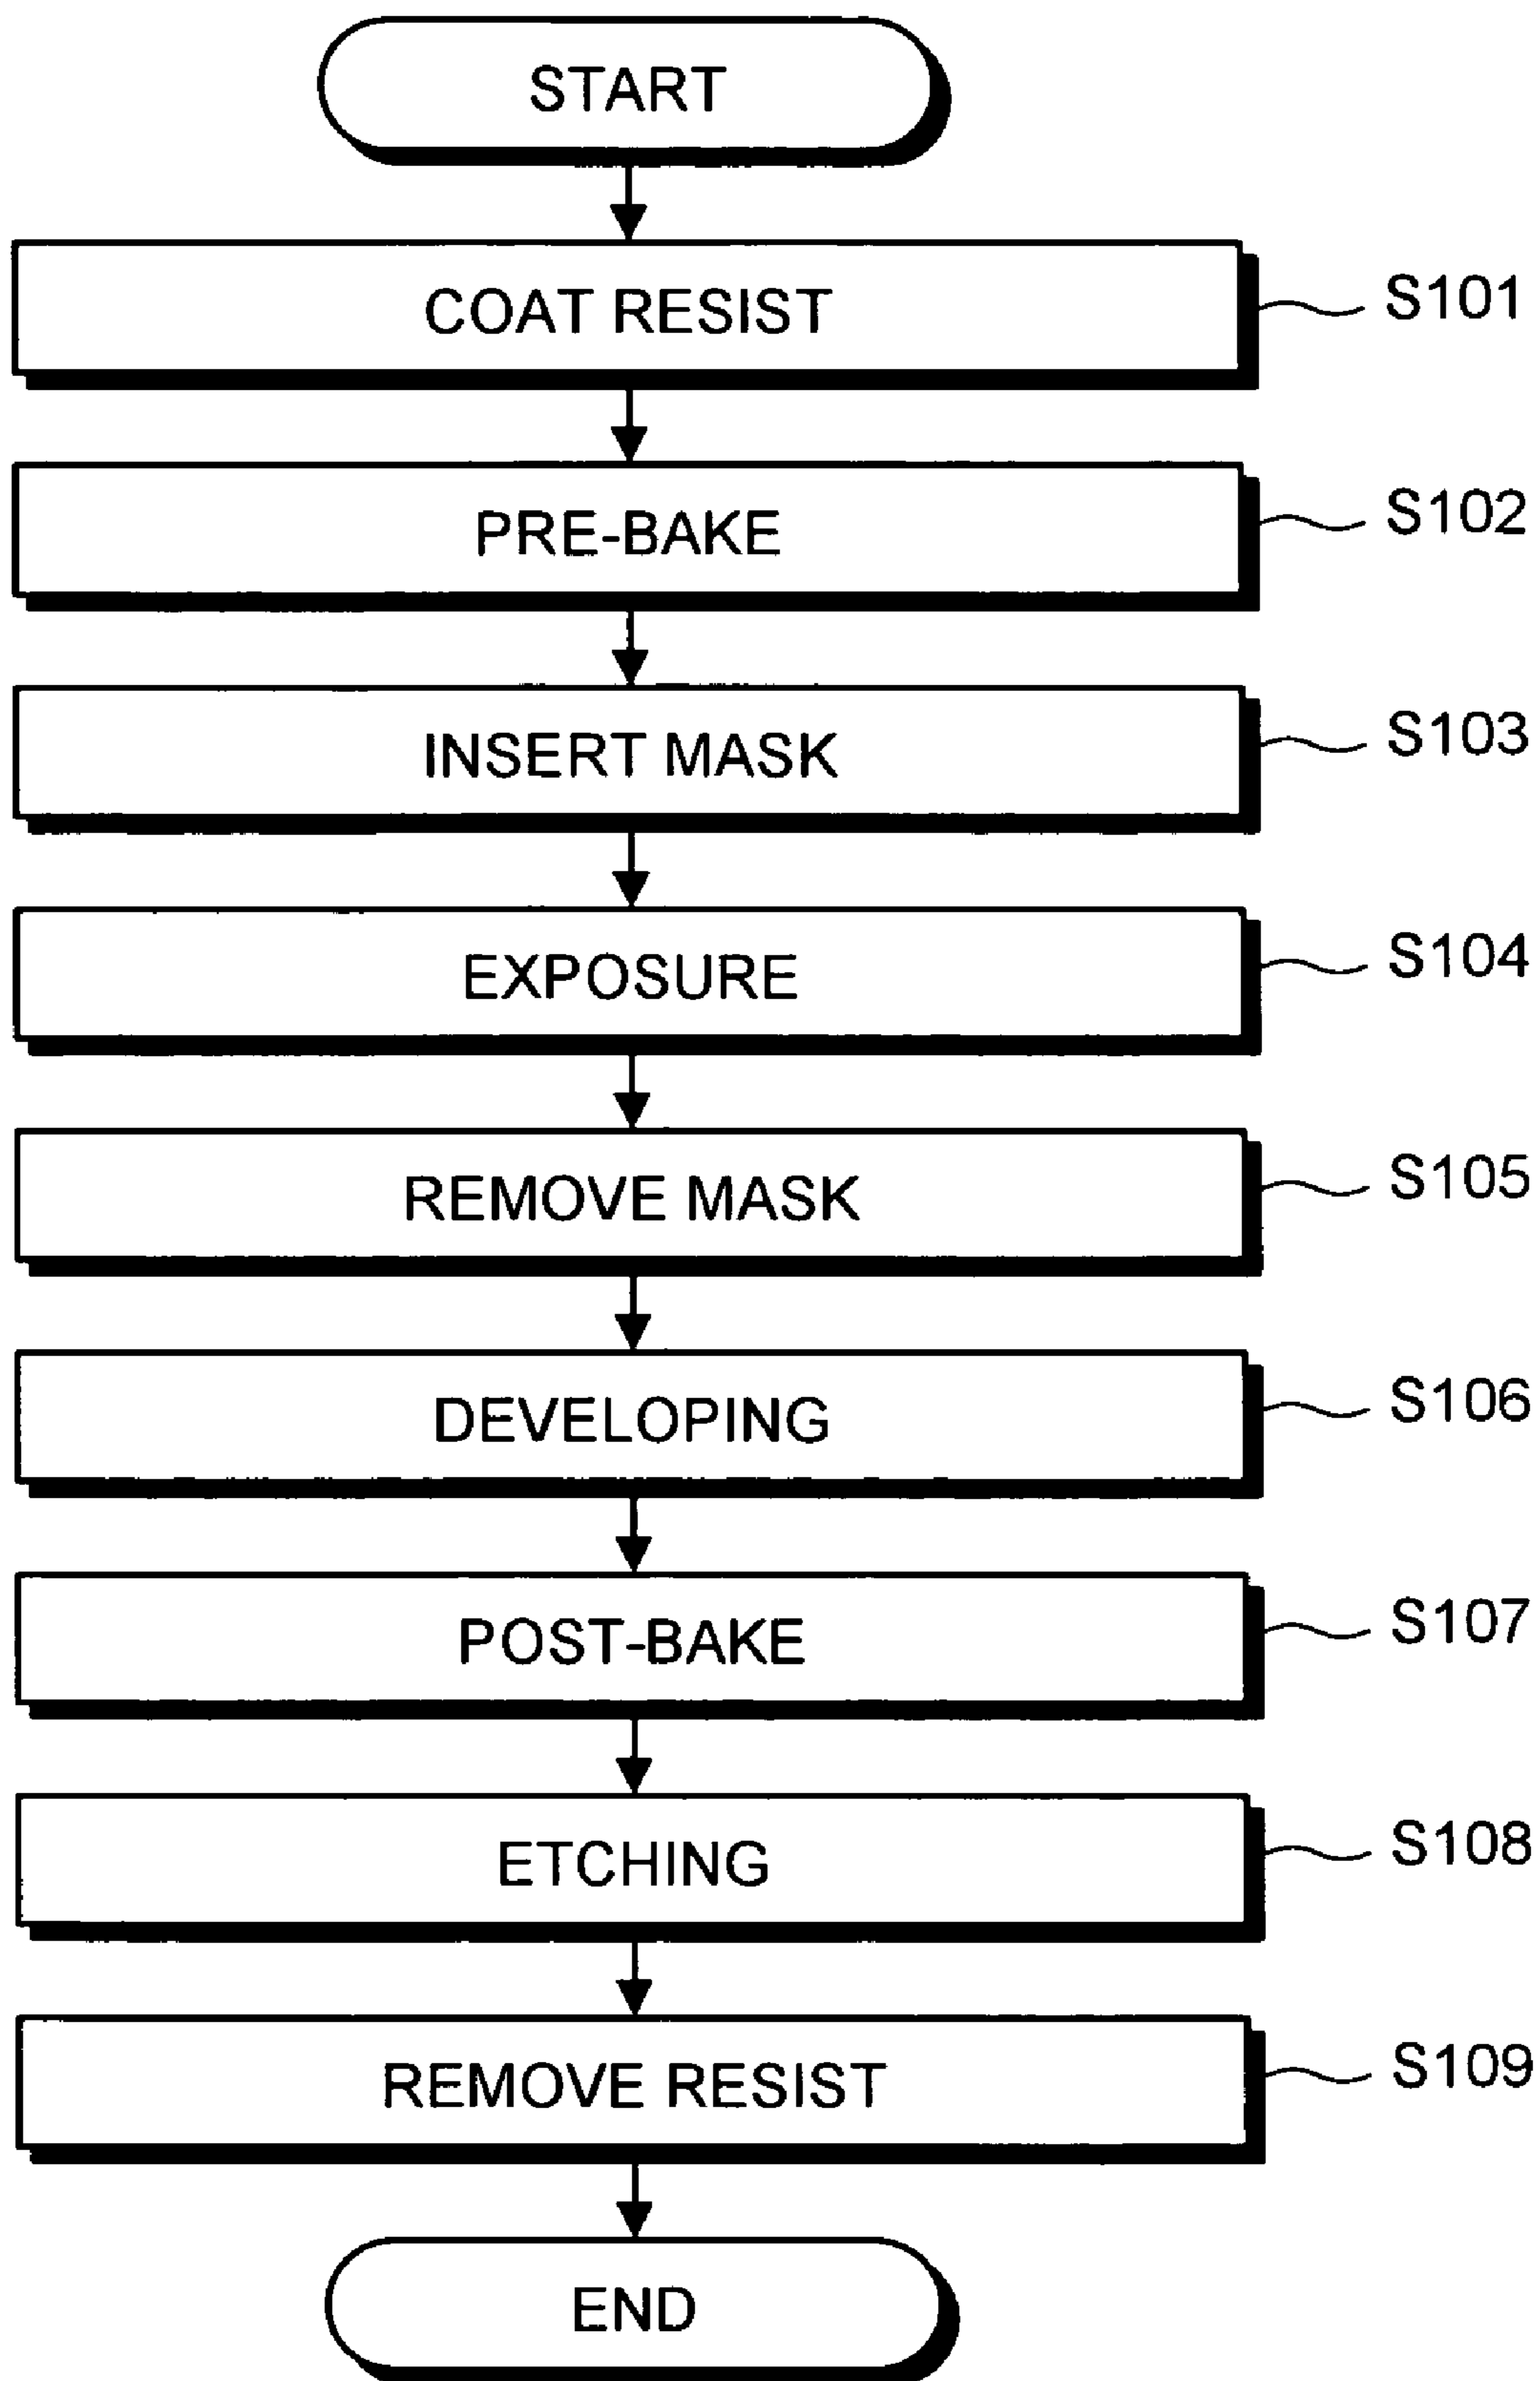 START
COAT RESIST S101
PRE-BAKE S102
INSERT MASK S103
EXPOSURE S104
REMOVE MASK S105
DEVELOPING S106
POST-BAKE S107
ETCHING S108
REMOVE RESIST S109
END